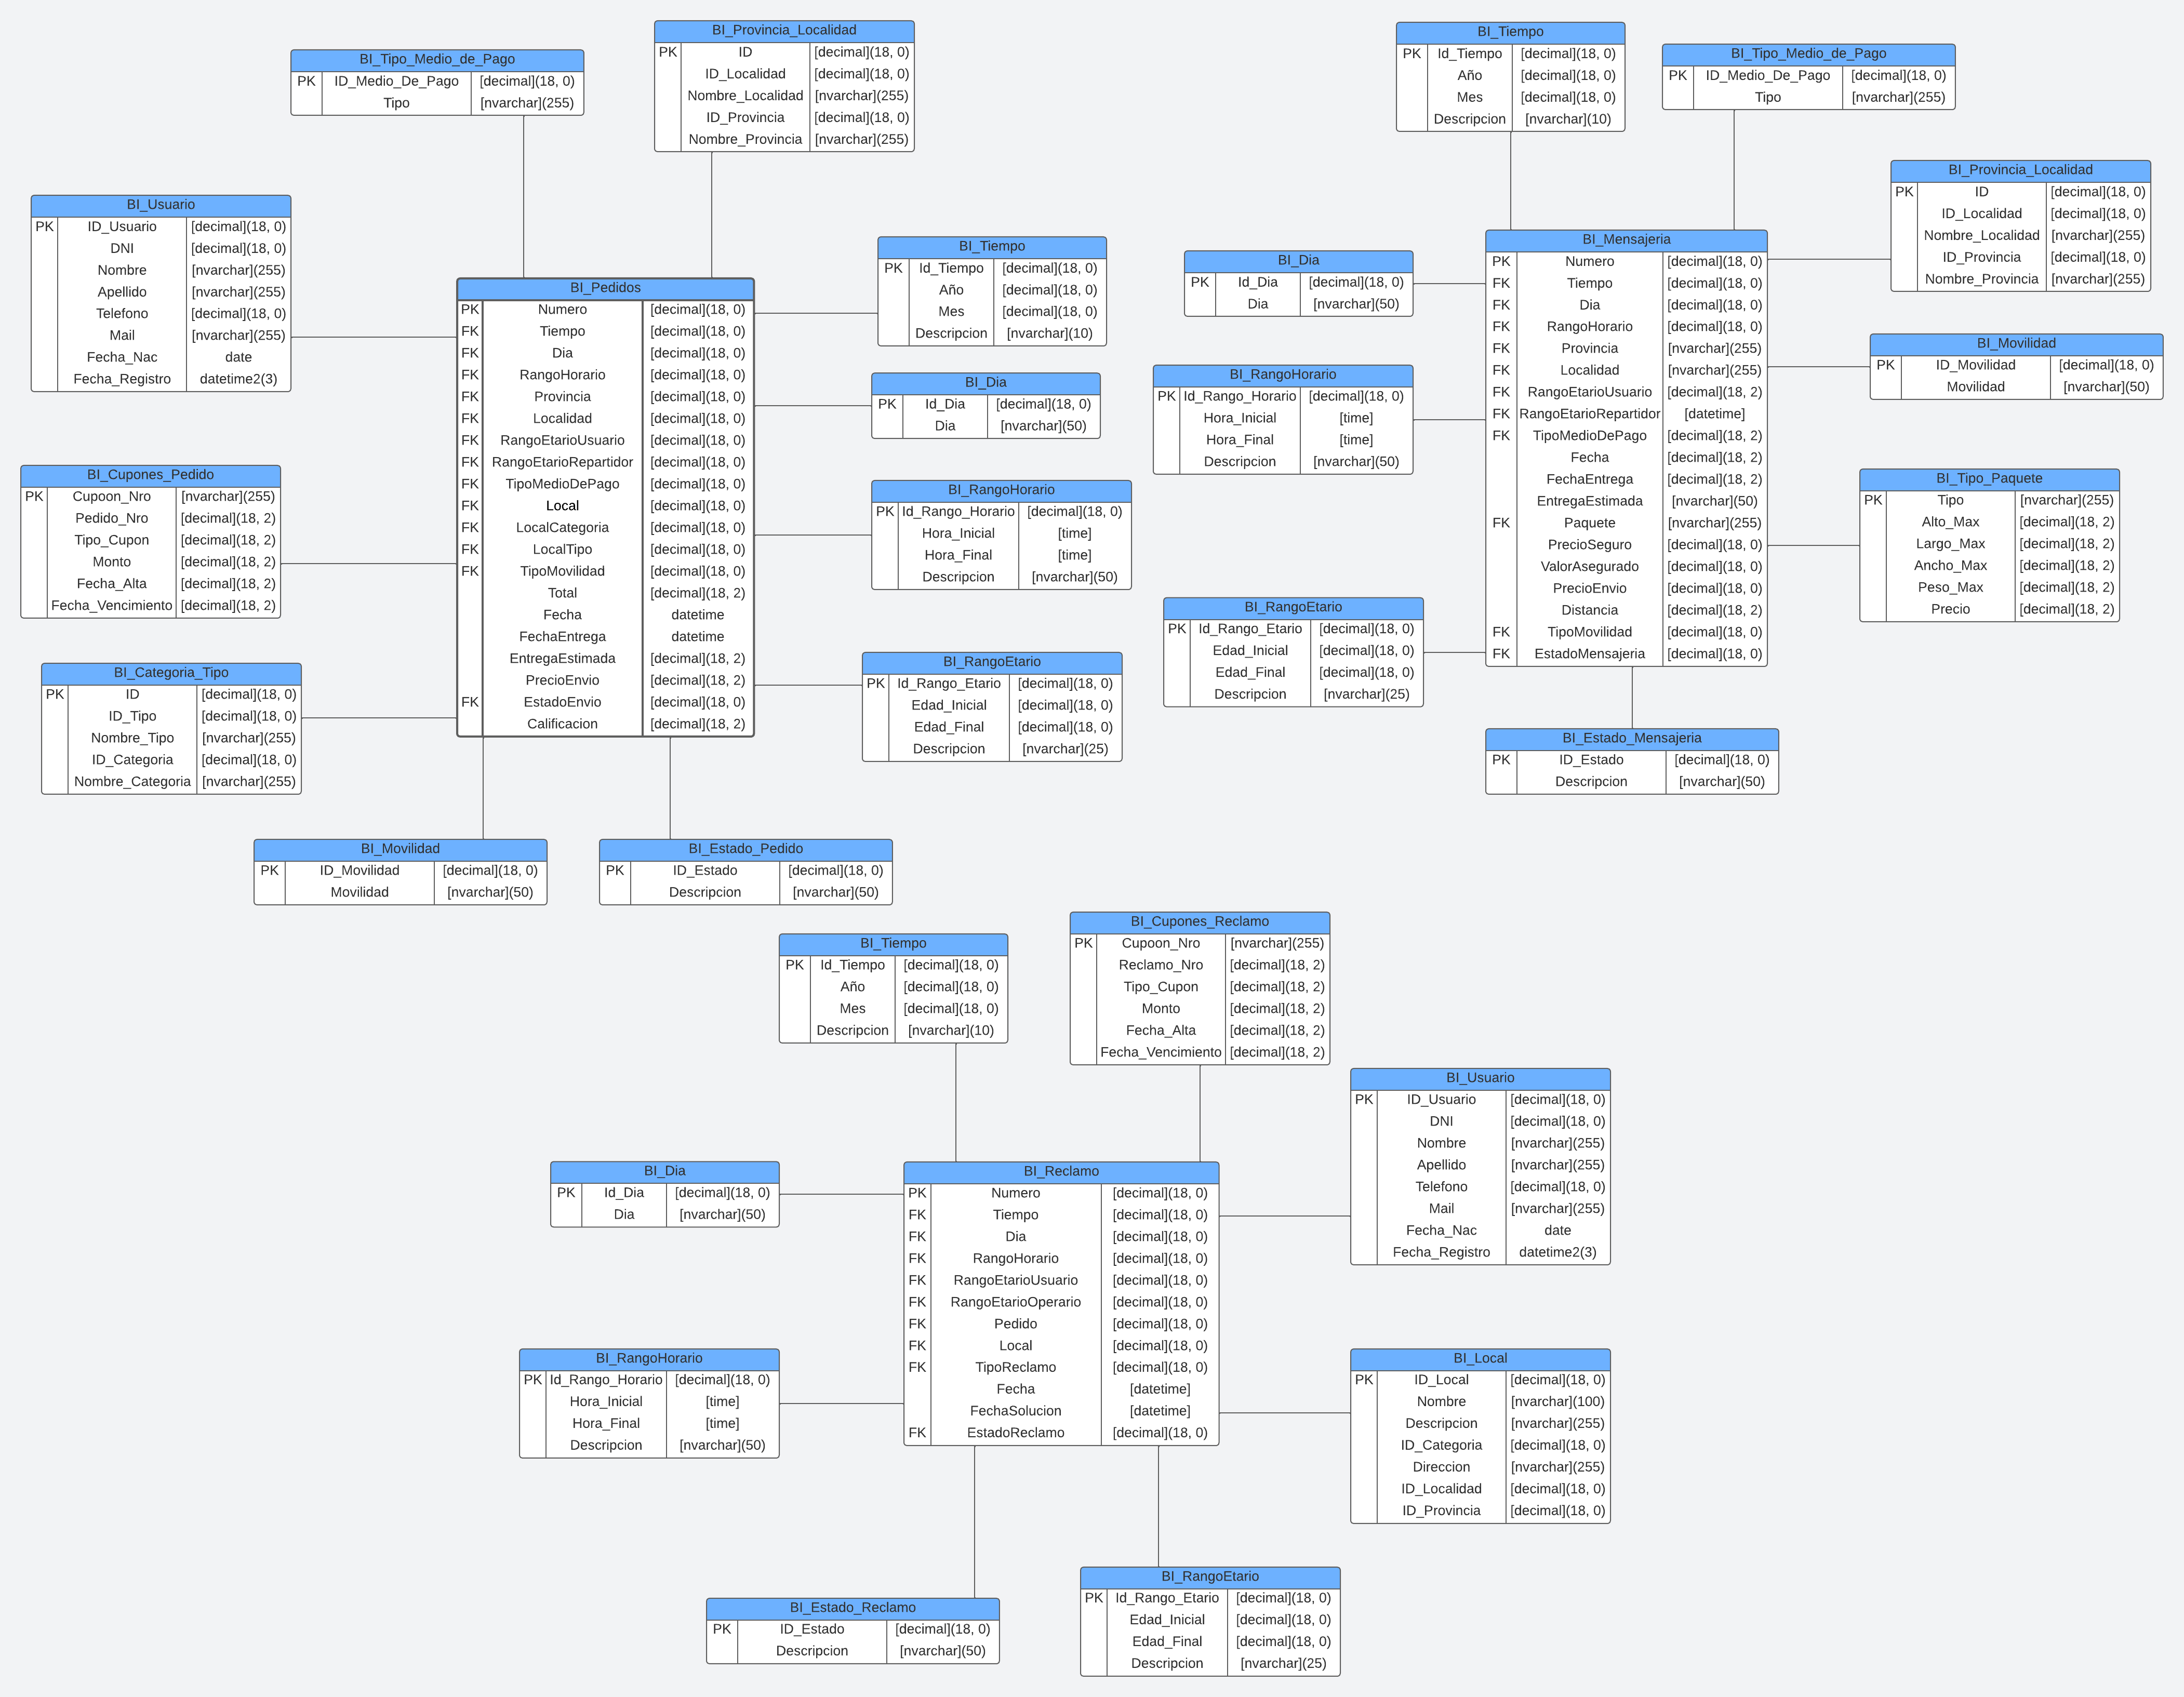 BI_Tipo_Medio_de_Pago
PK ID_Medio_De_Pago [decimal](18, 0)
Tipo [nvarchar](255)
BI_Provincia_Localidad
PK ID [decimal](18, 0)
ID_Localidad [decimal](18, 0)
Nombre_Localidad [nvarchar](255)
ID_Provincia [decimal](18, 0)
Nombre_Provincia [nvarchar](255)
BI_Usuario
PK ID_Usuario [decimal](18, 0)
DNI [decimal](18, 0)
Nombre [nvarchar](255)
Apellido [nvarchar](255)
Telefono [decimal](18, 0)
Mail [nvarchar](255)
Fecha_Nac date
Fecha_Registro datetime2(3)
BI_Pedidos
PK Numero [decimal](18, 0)
FK Tiempo [decimal](18, 0)
FK Dia [decimal](18, 0)
FK RangoHorario [decimal](18, 0)
FK Provincia [decimal](18, 0)
FK Localidad [decimal](18, 0)
FK RangoEtarioUsuario [decimal](18, 0)
FK RangoEtarioRepartidor [decimal](18, 0)
FK TipoMedioDePago [decimal](18, 0)
FK Local [decimal](18, 0)
FK LocalCategoria [decimal](18, 0)
FK LocalTipo [decimal](18, 0)
FK TipoMovilidad [decimal](18, 0)
Total [decimal](18, 2)
Fecha datetime
FechaEntrega datetime
EntregaEstimada [decimal](18, 2)
PrecioEnvio [decimal](18, 2)
FK EstadoEnvio [decimal](18, 0)
Calificacion [decimal](18, 2)
BI_Tiempo
PK Id_Tiempo [decimal](18, 0)
Año [decimal](18, 0)
Mes [decimal](18, 0)
Descripcion [nvarchar](10)
BI_Dia
PK Id_Dia [decimal](18, 0)
Dia [nvarchar](50)
BI_RangoHorario
PK Id_Rango_Horario [decimal](18, 0)
Hora_Inicial [time]
Hora_Final [time]
Descripcion [nvarchar](50)
BI_RangoEtario
PK Id_Rango_Etario [decimal](18, 0)
Edad_Inicial [decimal](18, 0)
Edad_Final [decimal](18, 0)
Descripcion [nvarchar](25)
BI_Cupones_Pedido
PK Cupoon_Nro [nvarchar](255)
Pedido_Nro [decimal](18, 2)
Tipo_Cupon [decimal](18, 2)
Monto [decimal](18, 2)
Fecha_Alta [decimal](18, 2)
Fecha_Vencimiento [decimal](18, 2)
BI_Categoria_Tipo
PK ID [decimal](18, 0)
ID_Tipo [decimal](18, 0)
Nombre_Tipo [nvarchar](255)
ID_Categoria [decimal](18, 0)
Nombre_Categoria [nvarchar](255)
BI_Movilidad
PK ID_Movilidad [decimal](18, 0)
Movilidad [nvarchar](50)
BI_Estado_Pedido
PK ID_Estado [decimal](18, 0)
Descripcion [nvarchar](50)
BI_Tiempo
PK Id_Tiempo [decimal](18, 0)
Año [decimal](18, 0)
Mes [decimal](18, 0)
Descripcion [nvarchar](10)
BI_Tipo_Medio_de_Pago
PK ID_Medio_De_Pago [decimal](18, 0)
Tipo [nvarchar](255)
BI_Provincia_Localidad
PK ID [decimal](18, 0)
ID_Localidad [decimal](18, 0)
Nombre_Localidad [nvarchar](255)
ID_Provincia [decimal](18, 0)
Nombre_Provincia [nvarchar](255)
BI_Dia
PK Id_Dia [decimal](18, 0)
Dia [nvarchar](50)
BI_RangoHorario
PK Id_Rango_Horario [decimal](18, 0)
Hora_Inicial [time]
Hora_Final [time]
Descripcion [nvarchar](50)
BI_RangoEtario
PK Id_Rango_Etario [decimal](18, 0)
Edad_Inicial [decimal](18, 0)
Edad_Final [decimal](18, 0)
Descripcion [nvarchar](25)
BI_Mensajeria
PK Numero [decimal](18, 0)
FK Tiempo [decimal](18, 0)
FK Dia [decimal](18, 0)
FK RangoHorario [decimal](18, 0)
FK Provincia [nvarchar](255)
FK Localidad [nvarchar](255)
FK RangoEtarioUsuario [decimal](18, 2)
FK RangoEtarioRepartidor [datetime]
FK TipoMedioDePago [decimal](18, 2)
Fecha [decimal](18, 2)
FechaEntrega [decimal](18, 2)
EntregaEstimada [nvarchar](50)
FK Paquete [nvarchar](255)
PrecioSeguro [decimal](18, 0)
ValorAsegurado [decimal](18, 0)
PrecioEnvio [decimal](18, 0)
Distancia [decimal](18, 2)
FK TipoMovilidad [decimal](18, 0)
FK EstadoMensajeria [decimal](18, 0)
BI_Movilidad
PK ID_Movilidad [decimal](18, 0)
Movilidad [nvarchar](50)
BI_Tipo_Paquete
PK Tipo [nvarchar](255)
Alto_Max [decimal](18, 2)
Largo_Max [decimal](18, 2)
Ancho_Max [decimal](18, 2)
Peso_Max [decimal](18, 2)
Precio [decimal](18, 2)
BI_Estado_Mensajeria
PK ID_Estado [decimal](18, 0)
Descripcion [nvarchar](50)
BI_Tiempo
PK Id_Tiempo [decimal](18, 0)
Año [decimal](18, 0)
Mes [decimal](18, 0)
Descripcion [nvarchar](10)
BI_Cupones_Reclamo
PK Cupoon_Nro [nvarchar](255)
Reclamo_Nro [decimal](18, 2)
Tipo_Cupon [decimal](18, 2)
Monto [decimal](18, 2)
Fecha_Alta [decimal](18, 2)
Fecha_Vencimiento [decimal](18, 2)
BI_Usuario
PK ID_Usuario [decimal](18, 0)
DNI [decimal](18, 0)
Nombre [nvarchar](255)
Apellido [nvarchar](255)
Telefono [decimal](18, 0)
Mail [nvarchar](255)
Fecha_Nac date
Fecha_Registro datetime2(3)
BI_Dia
PK Id_Dia [decimal](18, 0)
Dia [nvarchar](50)
BI_Reclamo
PK Numero [decimal](18, 0)
FK Tiempo [decimal](18, 0)
FK Dia [decimal](18, 0)
FK RangoHorario [decimal](18, 0)
FK RangoEtarioUsuario [decimal](18, 0)
FK RangoEtarioOperario [decimal](18, 0)
FK Pedido [decimal](18, 0)
FK Local [decimal](18, 0)
FK TipoReclamo [decimal](18, 0)
Fecha [datetime]
FechaSolucion [datetime]
FK EstadoReclamo [decimal](18, 0)
BI_RangoHorario
PK Id_Rango_Horario [decimal](18, 0)
Hora_Inicial [time]
Hora_Final [time]
Descripcion [nvarchar](50)
BI_Local
PK ID_Local [decimal](18, 0)
Nombre [nvarchar](100)
Descripcion [nvarchar](255)
ID_Categoria [decimal](18, 0)
Direccion [nvarchar](255)
ID_Localidad [decimal](18, 0)
ID_Provincia [decimal](18, 0)
BI_Estado_Reclamo
PK ID_Estado [decimal](18, 0)
Descripcion [nvarchar](50)
BI_RangoEtario
PK Id_Rango_Etario [decimal](18, 0)
Edad_Inicial [decimal](18, 0)
Edad_Final [decimal](18, 0)
Descripcion [nvarchar](25)